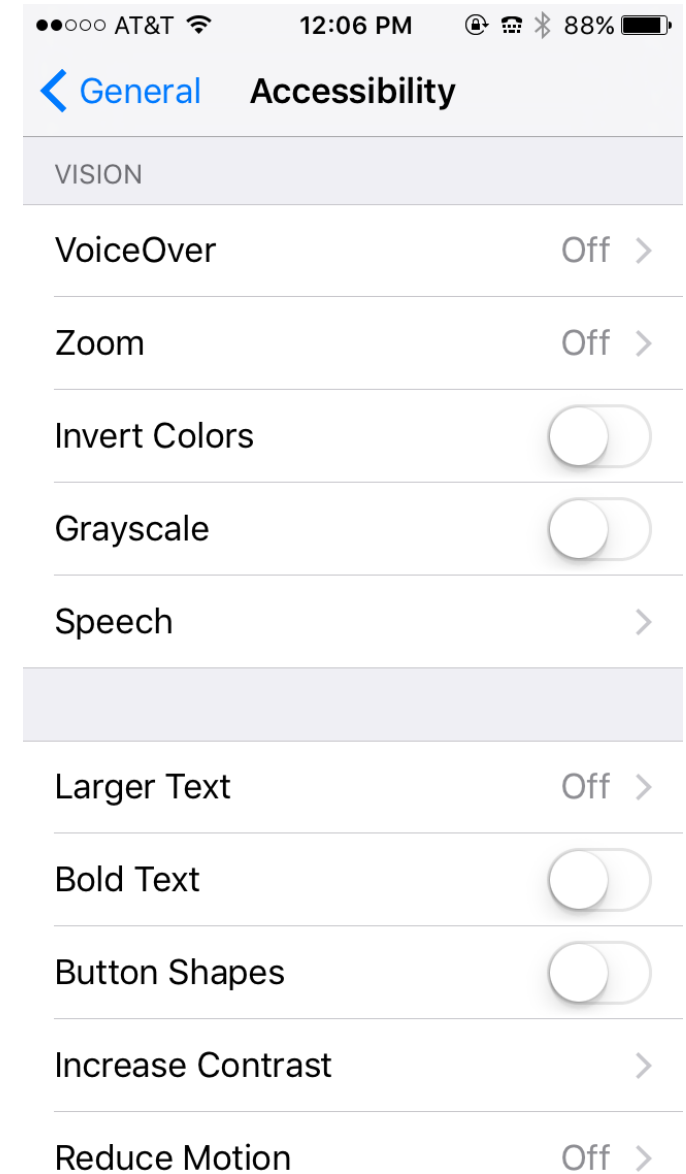 AT&T 12:06 PM 88%
General Accessibility
VISION
VoiceOver Off
Zoom Off
Invert Colors
Grayscale
Speech
Larger Text Off
Bold Text
Button Shapes
Increase Contrast
Reduce Motion Off